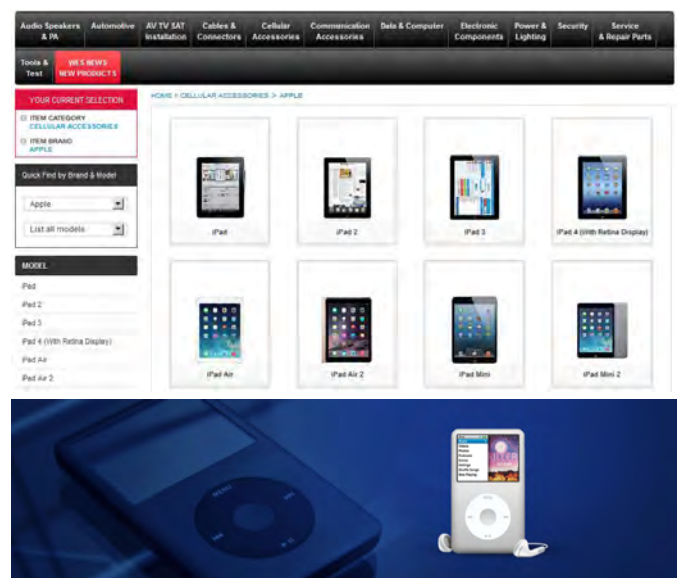 Audio Speakers & PA
Automotive
AV TV SAT Installation
Cables & Connectors
Cellular Accessories
Communication Accessories
Data & Computer
Electronic Components
Power & Lighting
Security
Service & Repair Parts
Tools & Test
WES NEWS NEW PRODUCTS
YOUR CURRENT SELECTION
HOME > CELLULAR ACCESSORIES > APPLE
ITEM CATEGORY
CELLULAR ACCESSORIES
ITEM BRAND
APPLE
Quick Find by Brand & Model
Apple
List all models
MODEL
iPad
iPad 2
iPad 3
iPad 4 (With Retina Display)
iPad Air
iPad Air 2
iPad
iPad 2
iPad 3
iPad 4 (With Retina Display)
iPad Air
iPad Air 2
iPad Mini
iPad Mini 2
MENU
MENU